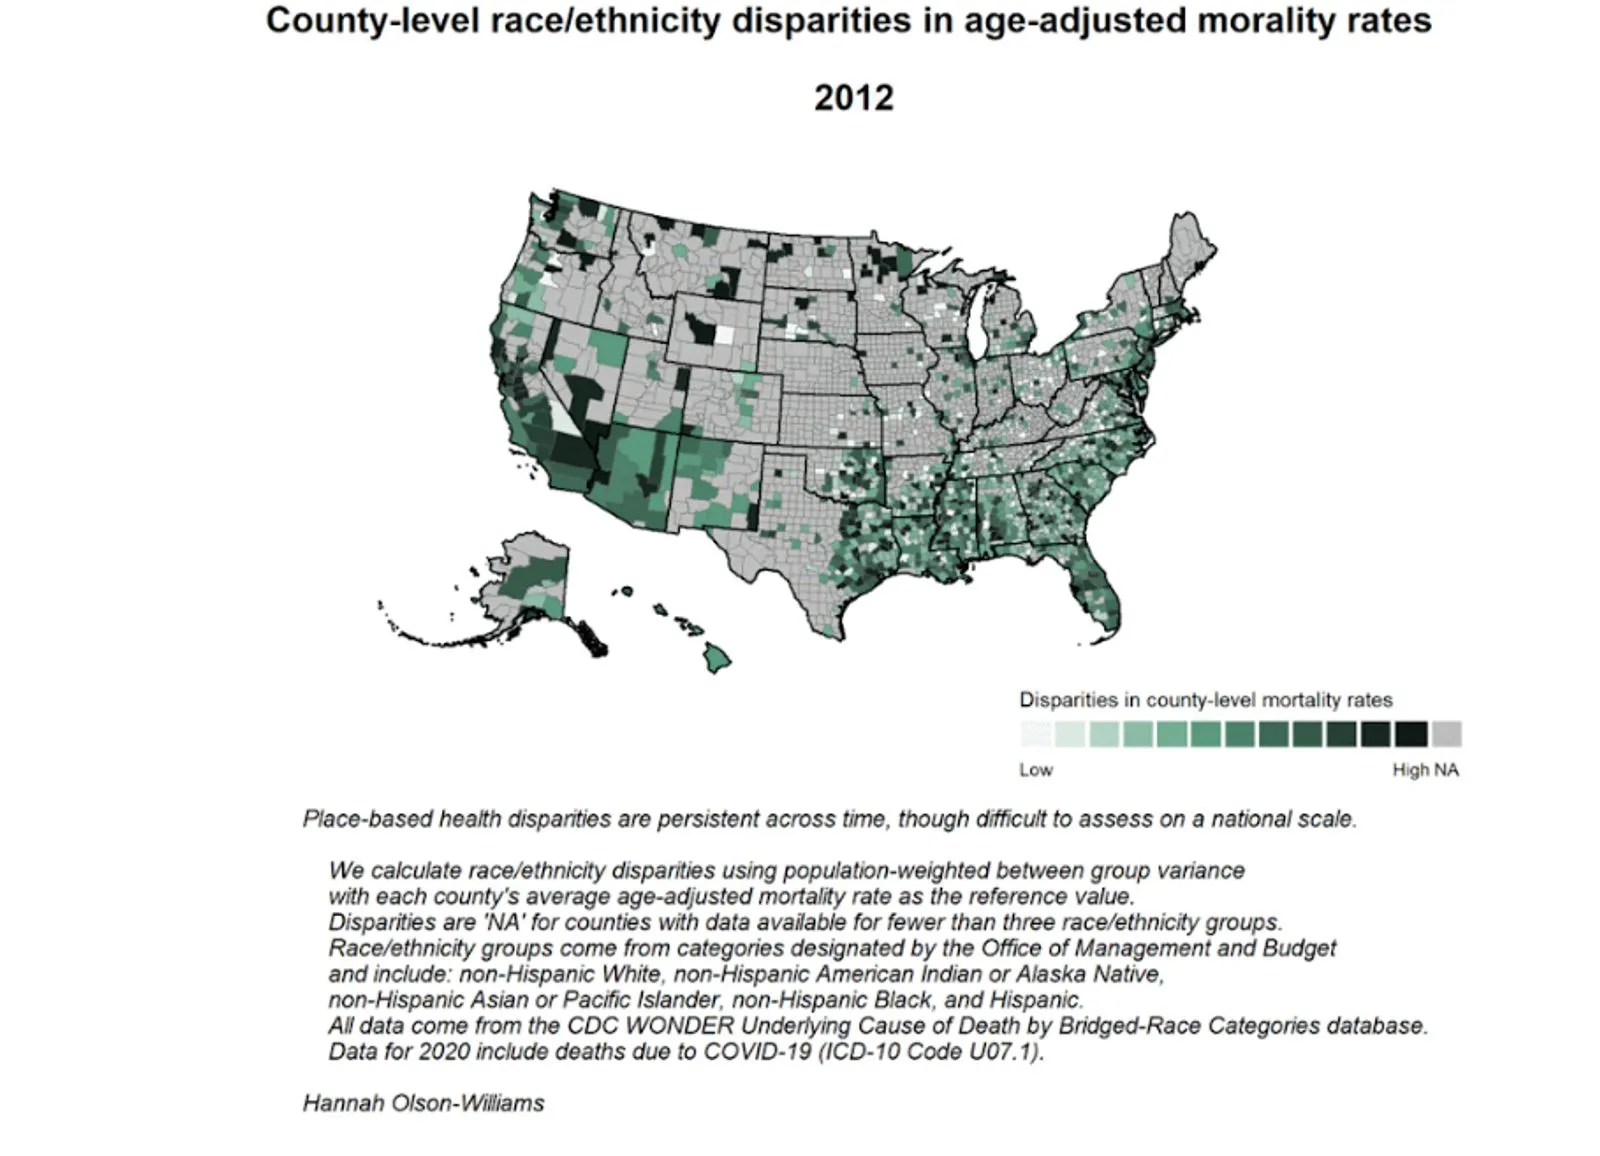 County-level race/ethnicity disparities in age-adjusted morality rates
2012
Disparities in county-level mortality rates
Low
High NA
Place-based health disparities are persistent across time, though difficult to assess on a national scale.
We calculate race/ethnicity disparities using population-weighted between group variance
with each county's average age-adjusted mortality rate as the reference value.
Disparities are 'NA' for counties with data available for fewer than three race/ethnicity groups.
Race/ethnicity groups come from categories designated by the Office of Management and Budget
and include: non-Hispanic White, non-Hispanic American Indian or Alaska Native,
non-Hispanic Asian or Pacific Islander, non-Hispanic Black, and Hispanic.
All data come from the CDC WONDER Underlying Cause of Death by Bridged-Race Categories database.
Data for 2020 include deaths due to COVID-19 (ICD-10 Code U07.1).
Hannah Olson-Williams